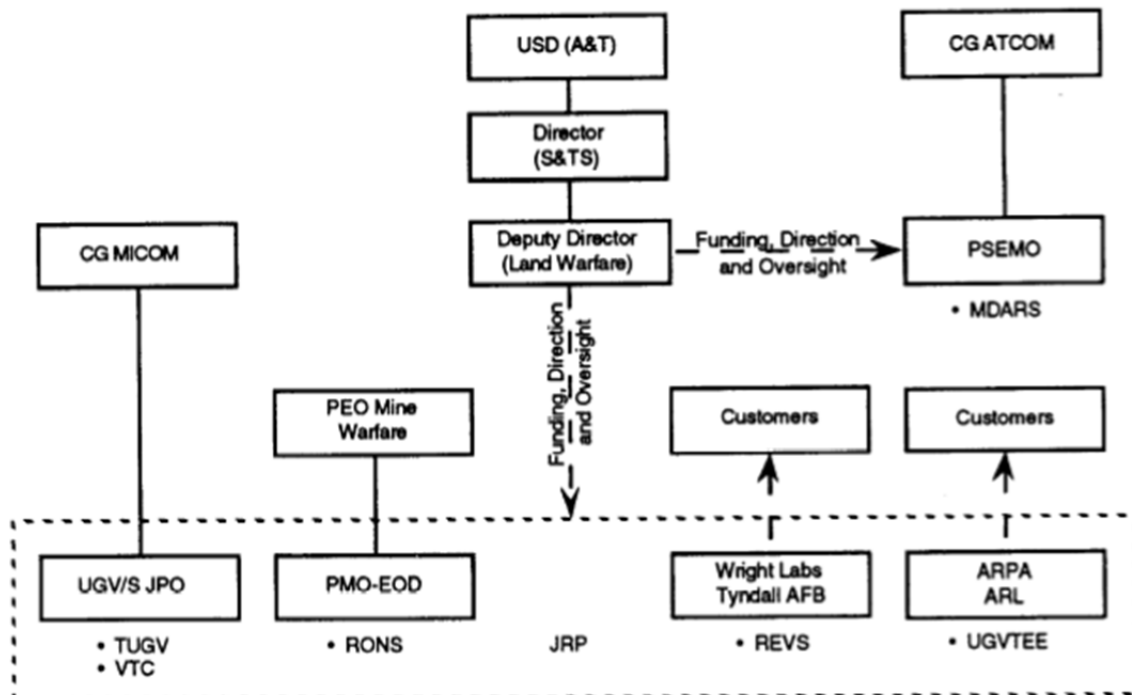 USD (A&T)
CG ATCOM
Director
(S&TS)
CG MICOM
Deputy Director
(Land Warfare)
Funding, Direction
and Oversight
PSEMO
• MDARS
Funding, Direction
and Oversight
PEO Mine
Warfare
Customers
Customers
UGV/S JPO
PMO-EOD
Wright Labs
Tyndall AFB
ARPA
ARL
• TUGV
• VTC
• RONS
JRP
• REVS
• UGVTEE